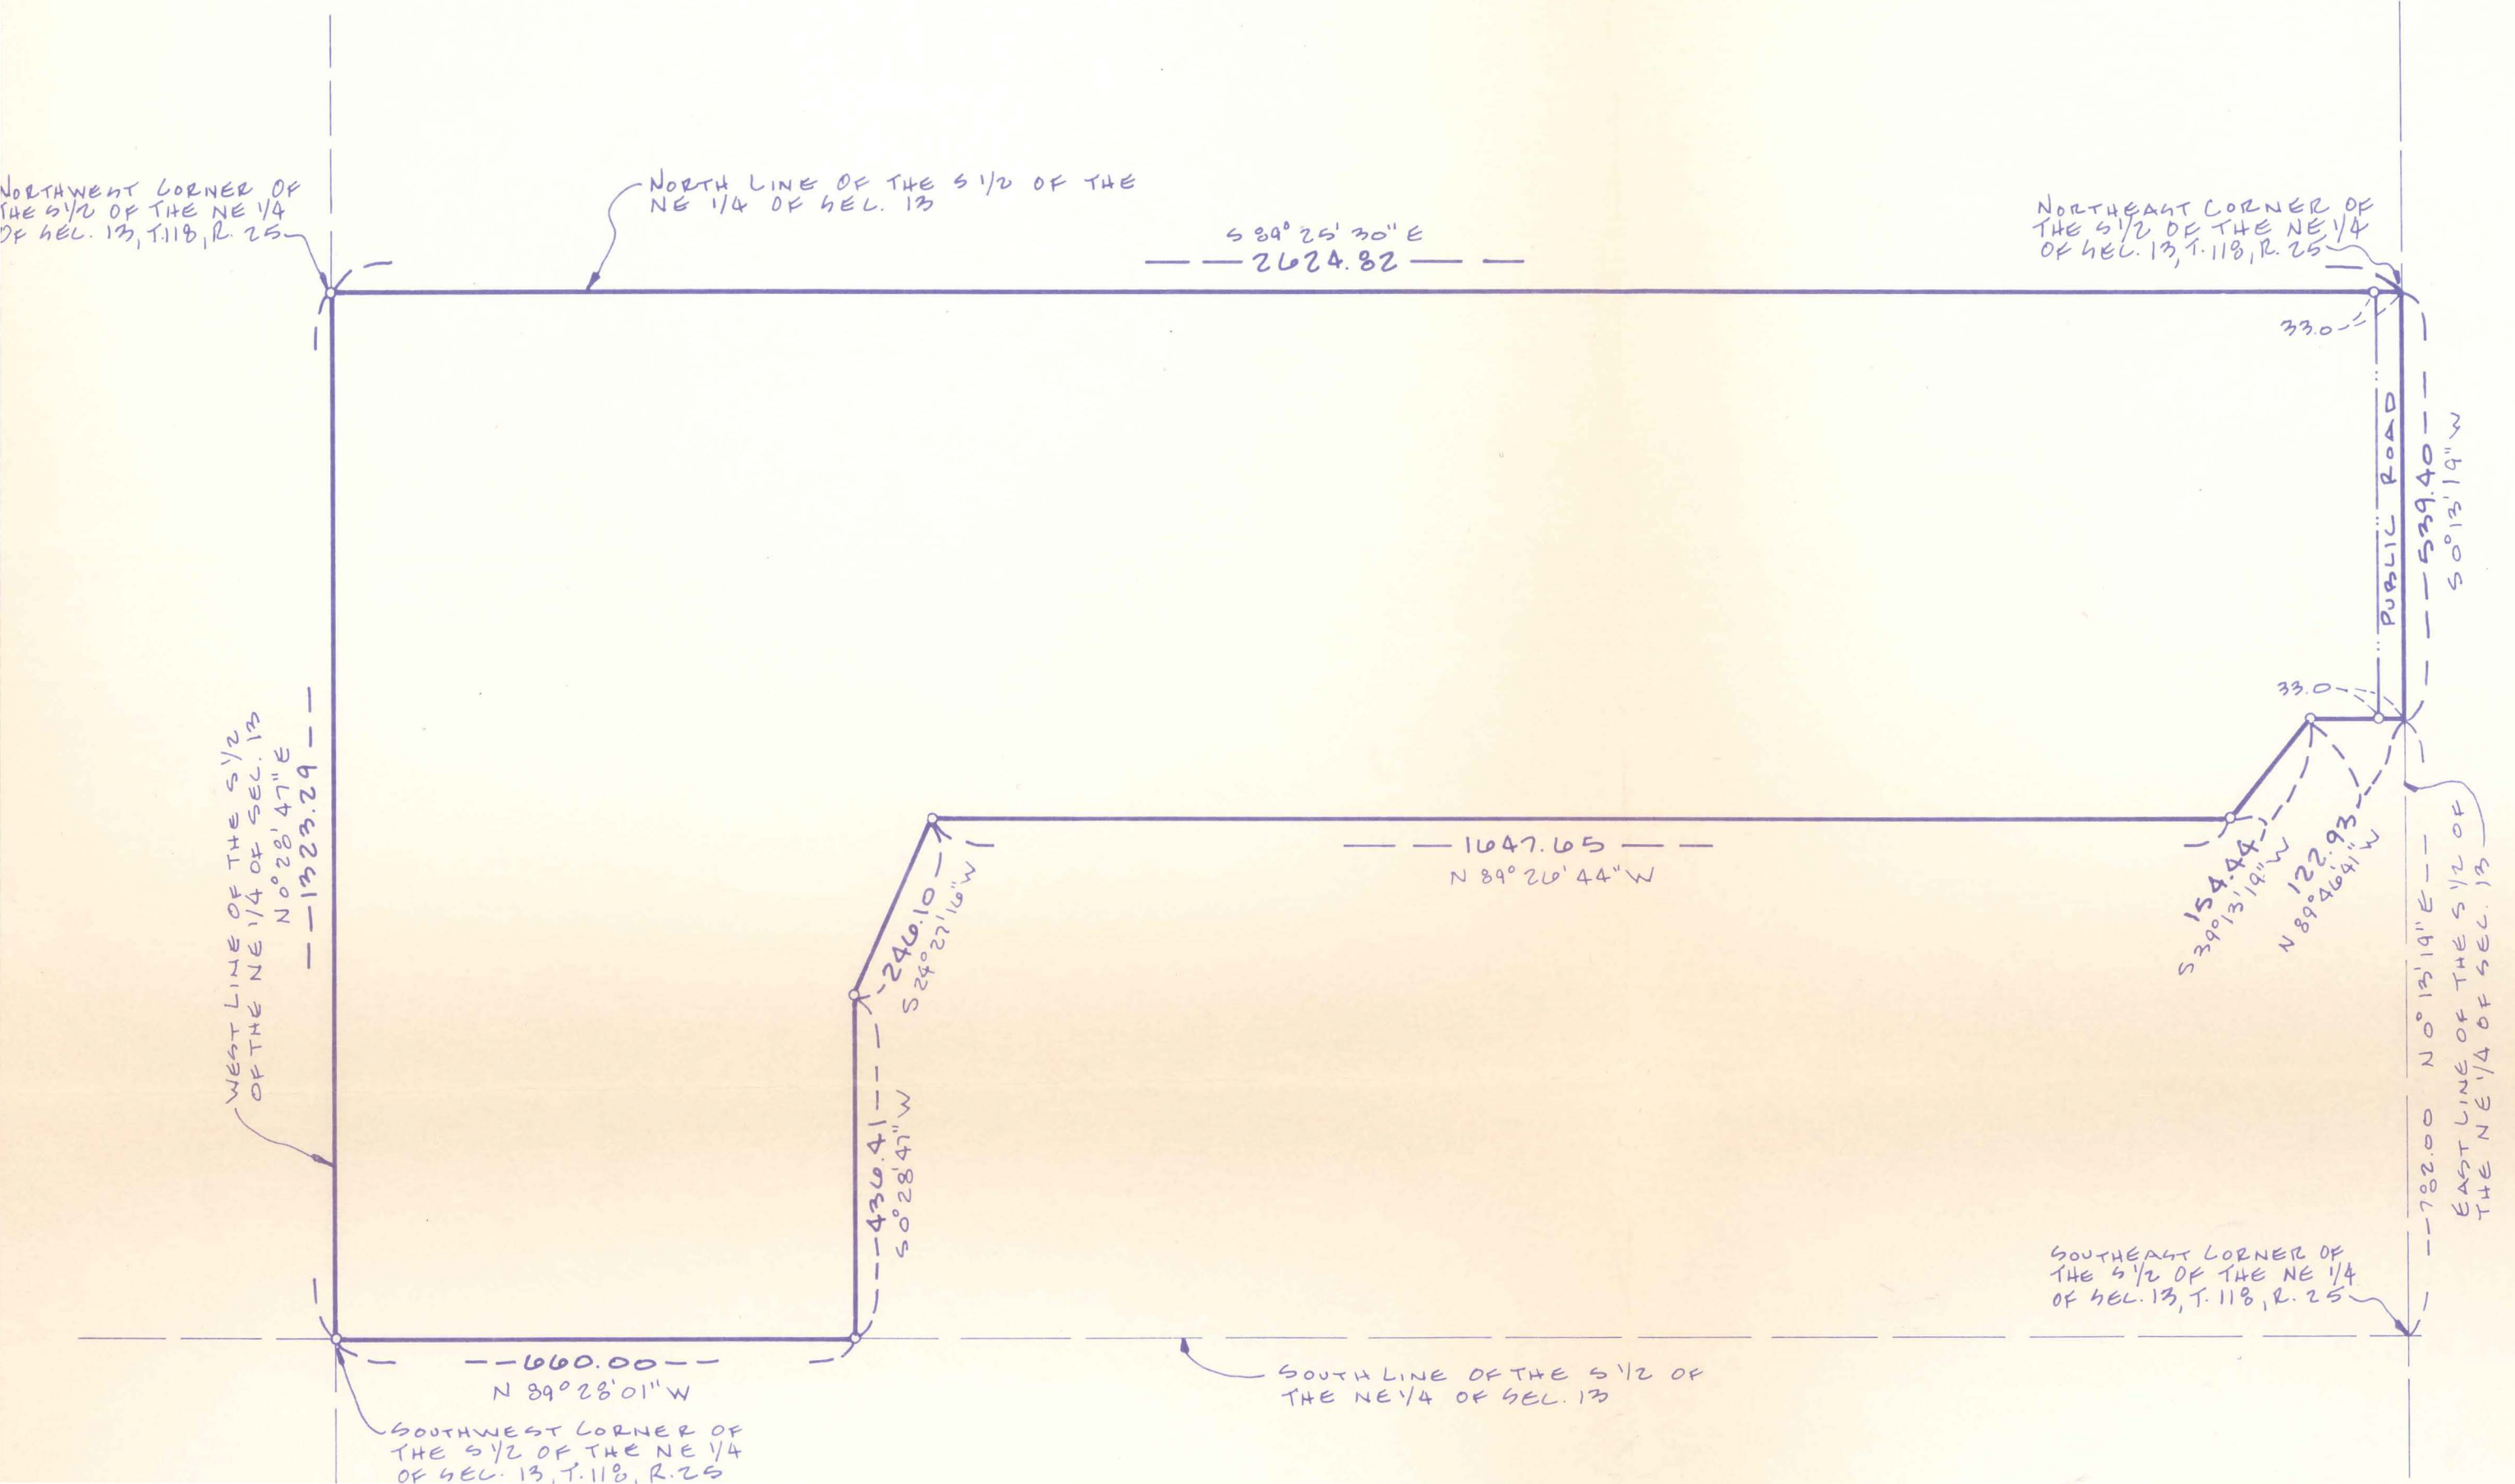 NORTHWEST CORNER OF
THE S 1/2 OF THE NE 1/4
OF SEC. 13, T.118, R. 25
NORTH LINE OF THE S 1/2 OF THE
NE 1/4 OF SEC. 13
S 89° 25' 30" E
2624.82
NORTHEAST CORNER OF
THE S 1/2 OF THE NE 1/4
OF SEC. 13, T.118, R. 25
33.0
PUBLIC ROAD
539.40
S 0° 13' 19" W
33.0
WEST LINE OF THE S 1/2
OF THE NE 1/4 OF SEC. 13
N 0° 28' 47" E
1323.29
1647.65
N 89° 26' 44" W
154.44
S 39° 13' 19" W
122.93
N 89° 46' 41" W
246.10
S 24° 27' 16" W
436.41
S 0° 28' 47" W
782.00 N 0° 13' 19" E
EAST LINE OF THE S 1/2 OF
THE NE 1/4 OF SEC. 13
SOUTHEAST CORNER OF
THE S 1/2 OF THE NE 1/4
OF SEC. 13, T. 118, R. 25
660.00
N 89° 28' 01" W
SOUTH LINE OF THE S 1/2 OF
THE NE 1/4 OF SEC. 13
SOUTHWEST CORNER OF
THE S 1/2 OF THE NE 1/4
OF SEC. 13, T.118, R.25